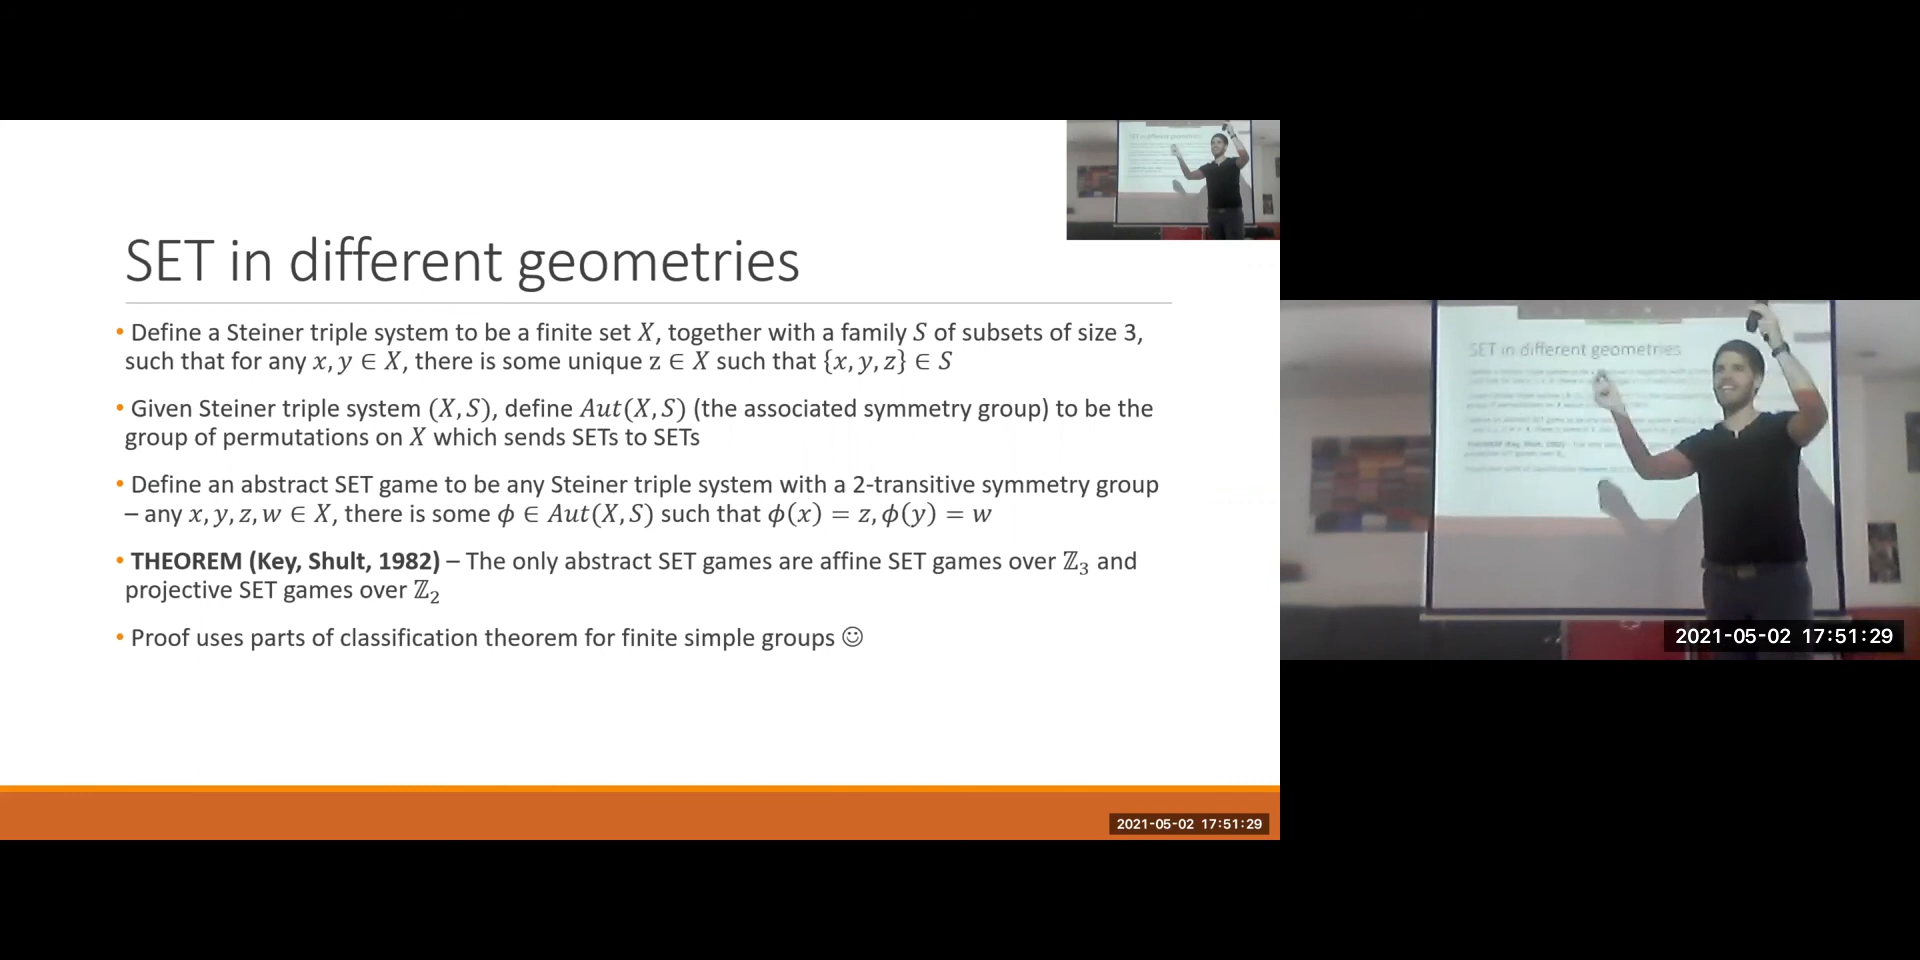 SET in different geometries
• Define a Steiner triple system to be a finite set X, together with a family S of subsets of size 3,
such that for any x, y ∈ X, there is some unique z ∈ X such that {x, y, z} ∈ S
• Given Steiner triple system (X, S), define Aut(X, S) (the associated symmetry group) to be the
group of permutations on X which sends SETs to SETs
• Define an abstract SET game to be any Steiner triple system with a 2-transitive symmetry group
– any x, y, z, w ∈ X, there is some ϕ ∈ Aut(X, S) such that ϕ(x) = z, ϕ(y) = w
• THEOREM (Key, Shult, 1982) – The only abstract SET games are affine SET games over ℤ₃ and
projective SET games over ℤ₂
• Proof uses parts of classification theorem for finite simple groups ☺
2021-05-02 17:51:29
SET in different geometries
2021-05-02 17:51:29